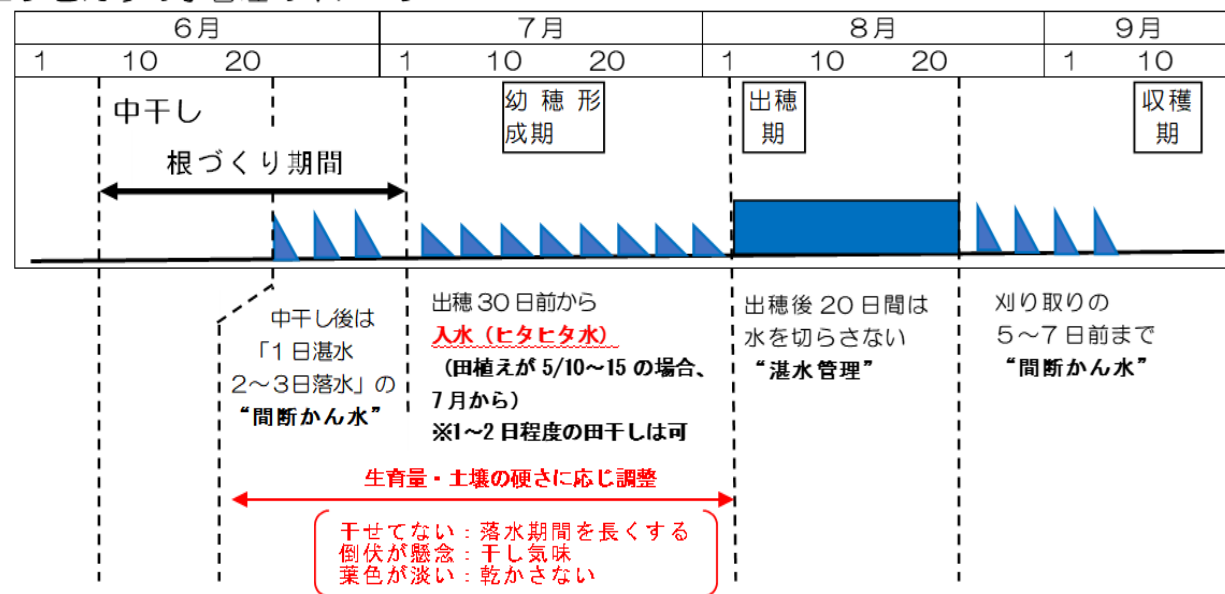 6月 7月 8月 9月
1 10 20 1 10 20 1 10 20 1 10
中干し
根づくり期間
幼穂形
成期
出穂
期
収穫
期
中干し後は
「1日湛水
2~3日落水」の
“間断かん水”
出穂30日前から
入水（ヒタヒタ水）
（田植えが5/10~15の場合、
7月から）
※1~2日程度の田干しは可
出穂後20日間は
水を切らさない
“湛水管理”
刈り取りの
5~7日前まで
“間断かん水”
生育量・土壌の硬さに応じ調整
干せてない：落水期間を長くする
倒伏が懸念：干し気味
葉色が淡い：乾かさない